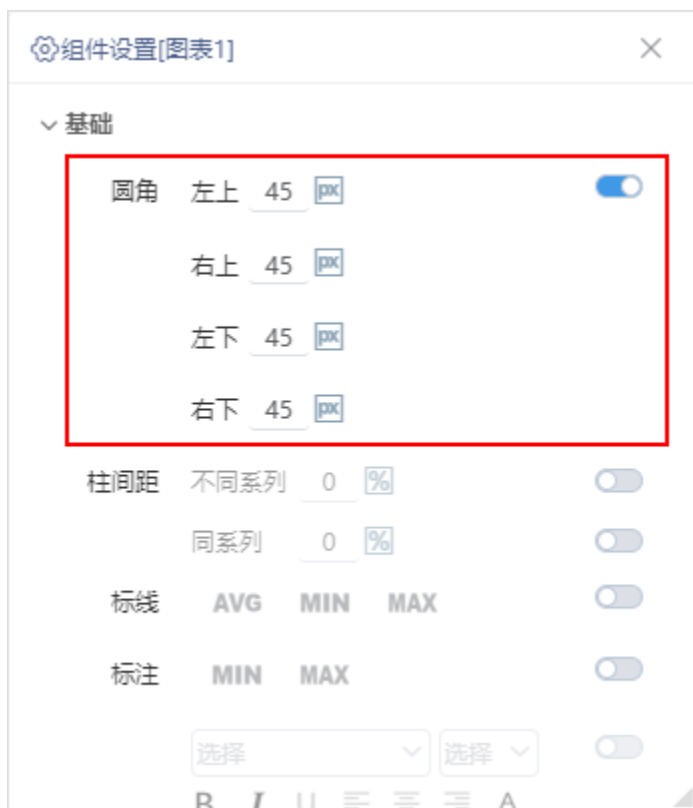 组件设置[图表1]
基础
圆角 左上 45 px
右上 45 px
左下 45 px
右下 45 px
柱间距 不同系列 0 %
同系列 0 %
标线 AVG MIN MAX
标注 MIN MAX
选择 选择
B I U A